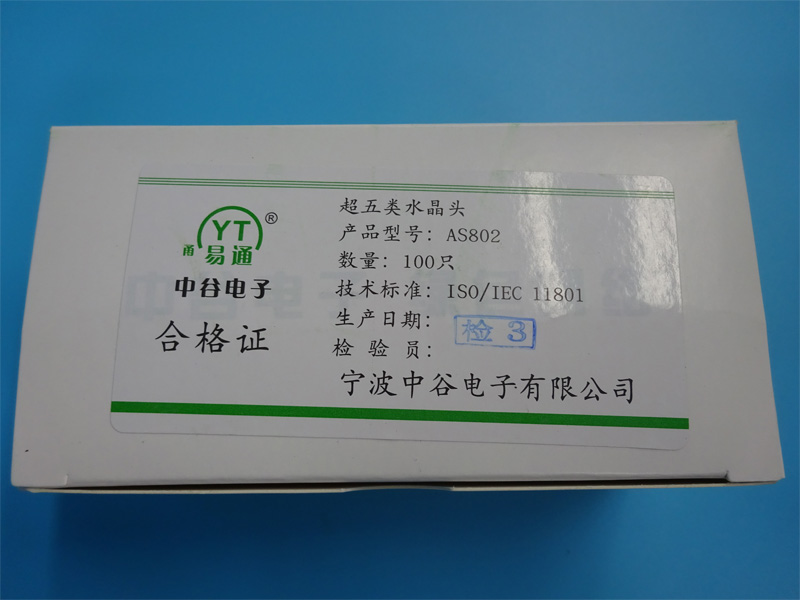 YT
®
甬 易通
中谷电子
合格证
超五类水晶头
产品型号: AS802
数量: 100只
技术标准: ISO/IEC 11801
生产日期:
检验员:
检 3
宁波中谷电子有限公司